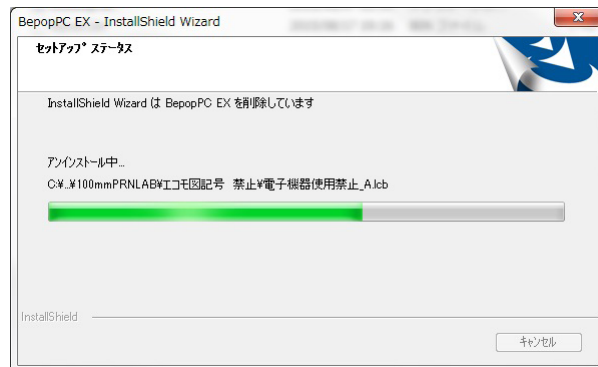 BepopPC EX - InstallShield Wizard
セットアップ ステータス
InstallShield Wizard は BepopPC EX を削除しています
アンインストール中...
C:¥...¥100mmPRNLAB¥エコモ図記号 禁止¥電子機器使用禁止_A.lcb
InstallShield
キャンセル